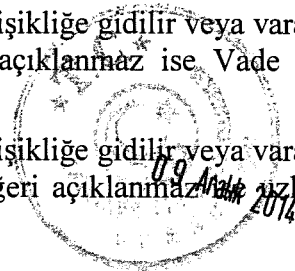 işikliğe gidilir veya vara
açıklanmaz ise Vade
işikliğe gidilir veya vara
ğeri açıklanmaz
09 Aralık 2014